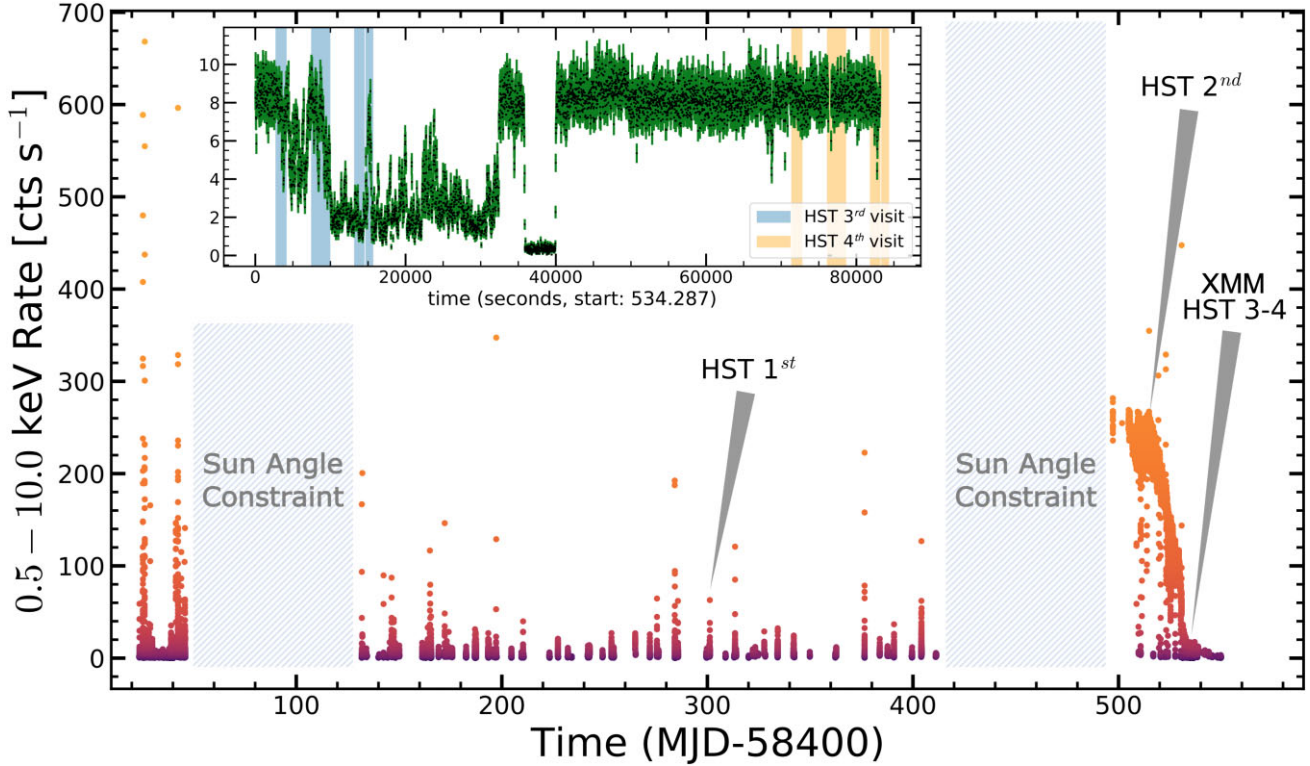 700
600
500
400
300
200
100
0
0.5 − 10.0 keV Rate [cts s⁻¹]
10
8
6
4
2
0
0 20000 40000 60000 80000
time (seconds, start: 534.287)
HST 3ʳᵈ visit
HST 4ᵗʰ visit
HST 2ⁿᵈ
XMM
HST 3-4
HST 1ˢᵗ
Sun Angle
Constraint
Sun Angle
Constraint
100 200 300 400 500
Time (MJD-58400)